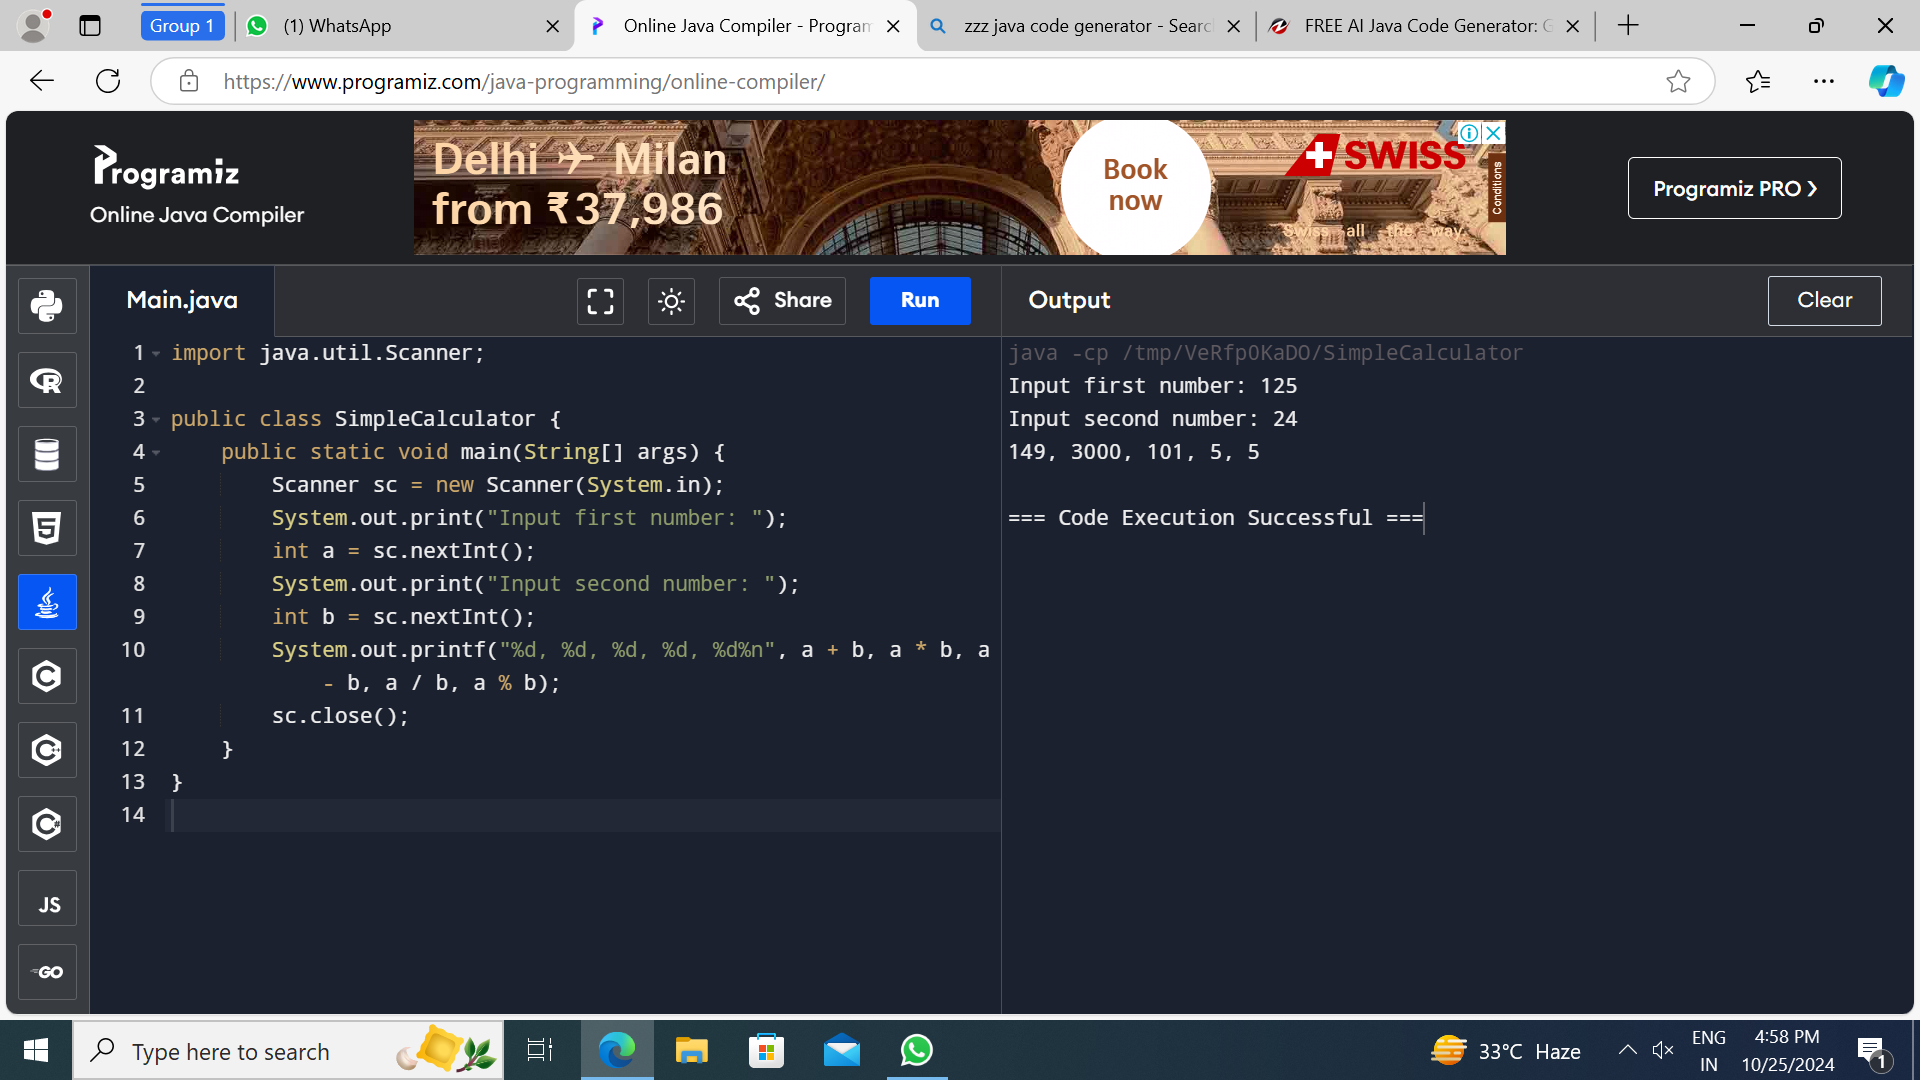 Group 1
(1) WhatsApp
Online Java Compiler - Program
zzz java code generator - Searc
FREE AI Java Code Generator: G
https://www.programiz.com/java-programming/online-compiler/
Programiz
Online Java Compiler
Delhi ✈ Milan
from ₹37,986
Book
now
SWISS
Swiss all the way.
Conditions
Programiz PRO ❯
Main.java
Share
Run
Output
Clear
1 import java.util.Scanner;
2
3 public class SimpleCalculator {
4 public static void main(String[] args) {
5 Scanner sc = new Scanner(System.in);
6 System.out.print("Input first number: ");
7 int a = sc.nextInt();
8 System.out.print("Input second number: ");
9 int b = sc.nextInt();
10 System.out.printf("%d, %d, %d, %d, %d%n", a + b, a * b, a
- b, a / b, a % b);
11 sc.close();
12 }
13 }
14
java -cp /tmp/VeRfp0KaDO/SimpleCalculator
Input first number: 125
Input second number: 24
149, 3000, 101, 5, 5
=== Code Execution Successful ===
R
5
C
C++
C#
JS
GO
Type here to search
33°C Haze
ENG
IN
4:58 PM
10/25/2024
1